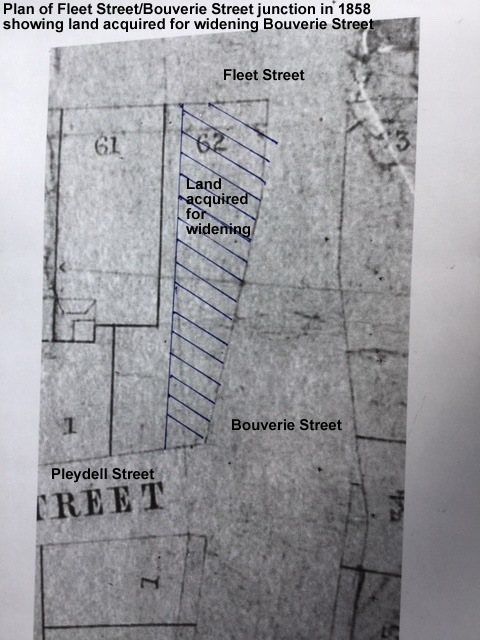 Plan of Fleet Street/Bouverie Street junction in 1858
showing land acquired for widening Bouverie Street
Fleet Street
61
62
3
Land
acquired
for
widening
1
Bouverie Street
Pleydell Street
TREET
1